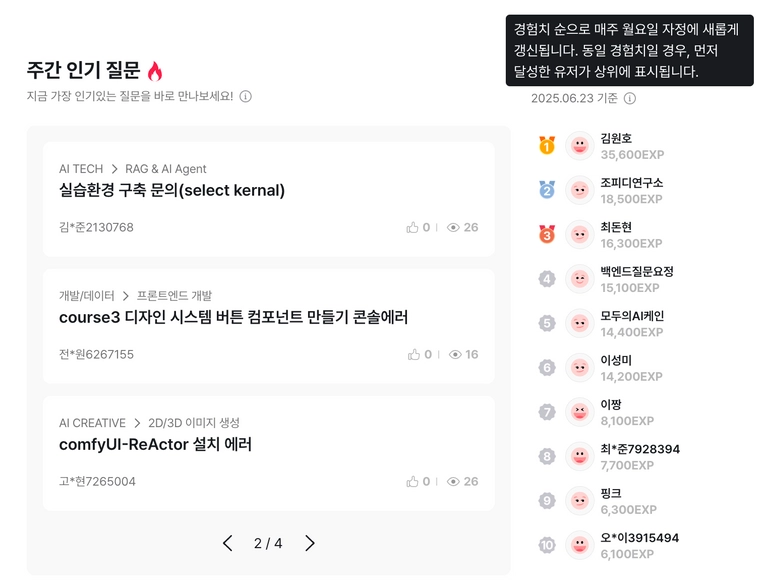 경험치 순으로 매주 월요일 자정에 새롭게
갱신됩니다. 동일 경험치일 경우, 먼저
달성한 유저가 상위에 표시됩니다.
주간 인기 질문
지금 가장 인기있는 질문을 바로 만나보세요!
AI TECH > RAG & AI Agent
실습환경 구축 문의(select kernal)
김*준2130768
0 | 26
개발/데이터 > 프론트엔드 개발
course3 디자인 시스템 버튼 컴포넌트 만들기 콘솔에러
전*원6267155
0 | 16
AI CREATIVE > 2D/3D 이미지 생성
comfyUI-ReActor 설치 에러
고*현7265004
0 | 26
2 / 4
2025.06.23 기준
1
김원호
35,600EXP
2
조피디연구소
18,500EXP
3
최돈현
16,300EXP
4
백엔드질문요정
15,100EXP
5
모두의AI케인
14,400EXP
6
이성미
14,200EXP
7
이짱
8,100EXP
8
최*준7928394
7,700EXP
9
핑크
6,300EXP
10
오*이3915494
6,100EXP